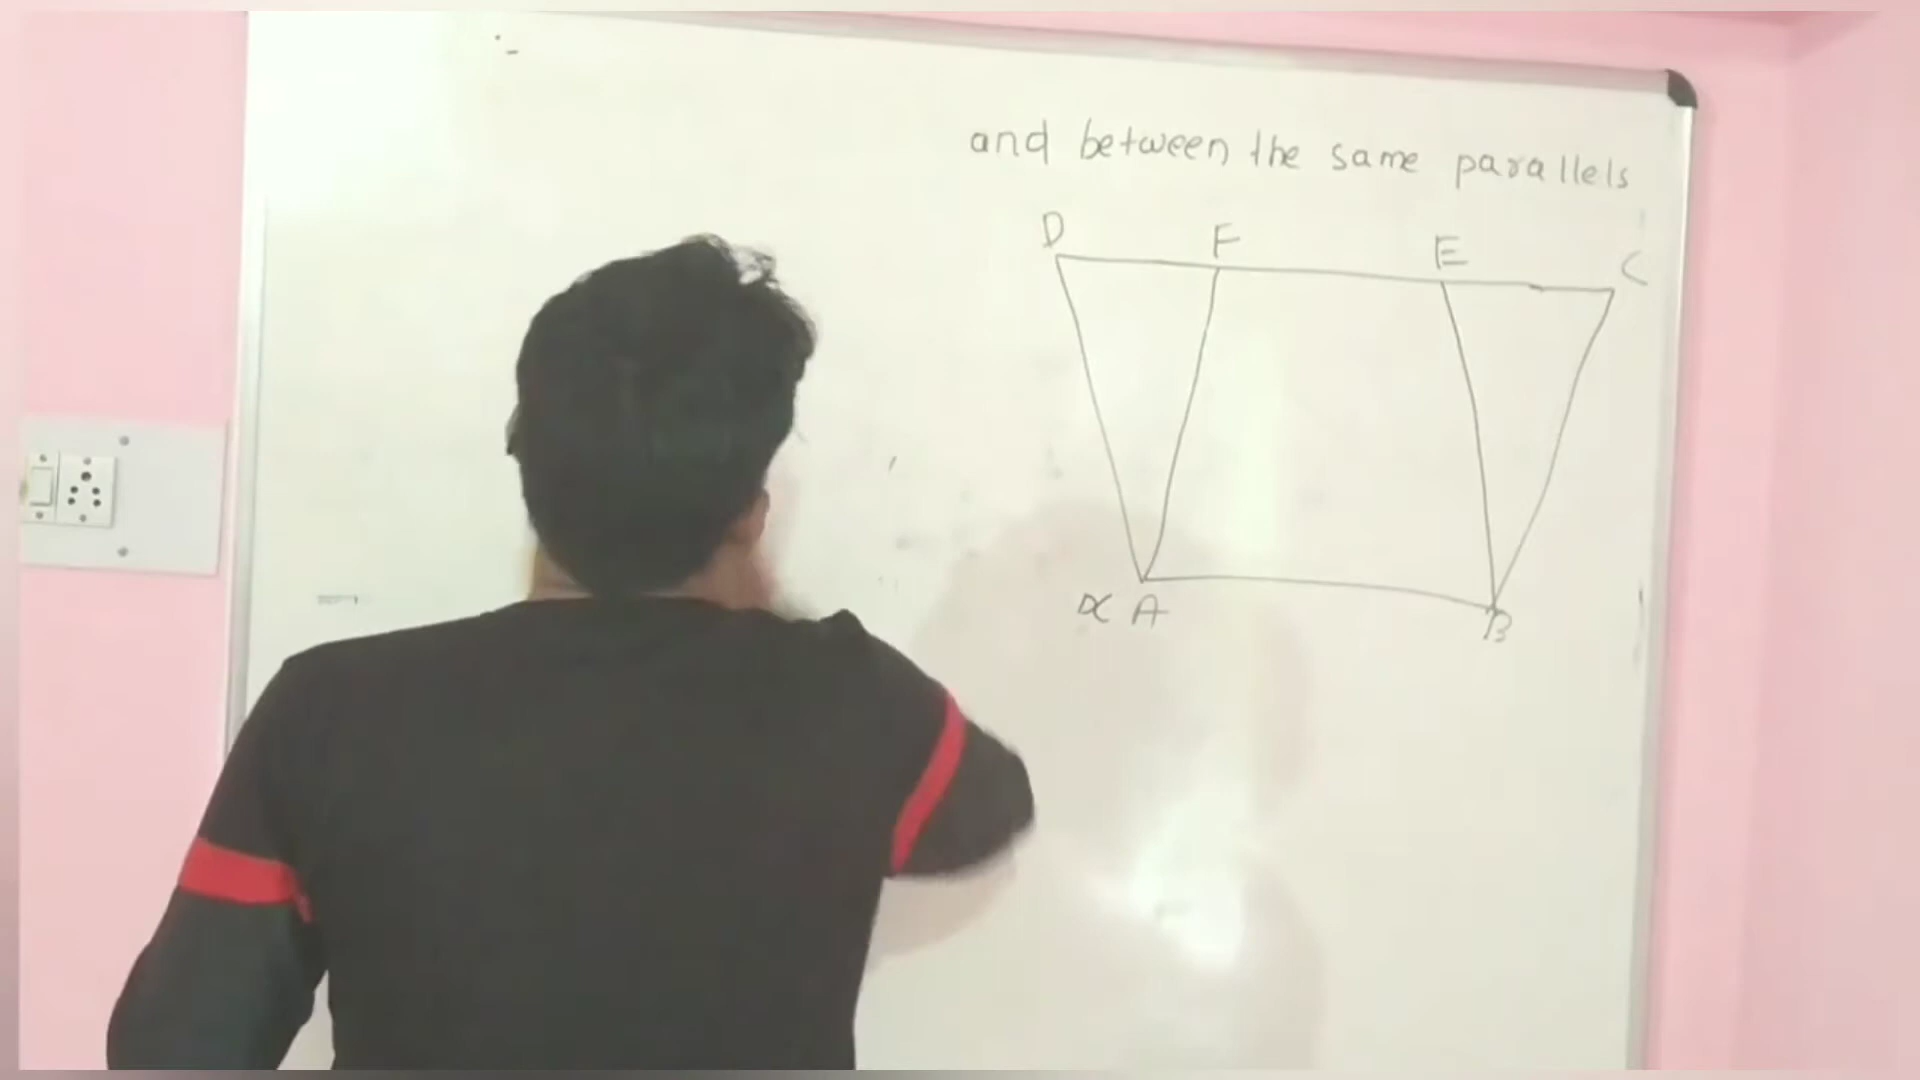 and between the same parallels
D F E C
A B